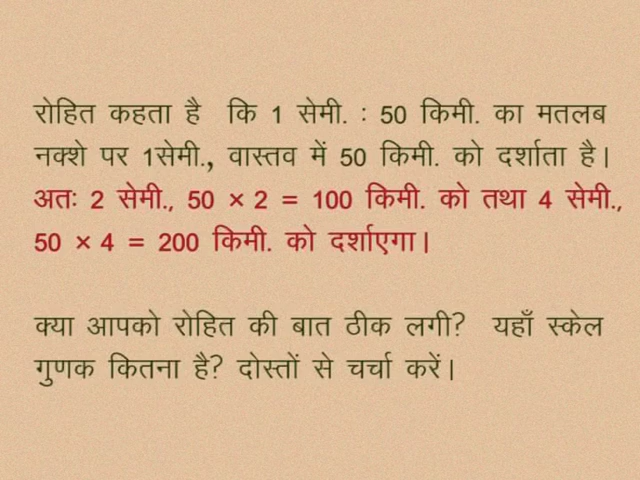 रोहित कहता है कि 1 सेमी. : 50 किमी. का मतलब
नक्शे पर 1सेमी., वास्तव में 50 किमी. को दर्शाता है।
अतः 2 सेमी., 50 × 2 = 100 किमी. को तथा 4 सेमी.,
50 × 4 = 200 किमी. को दर्शाएगा।
क्या आपको रोहित की बात ठीक लगी? यहाँ स्केल
गुणक कितना है? दोस्तों से चर्चा करें।